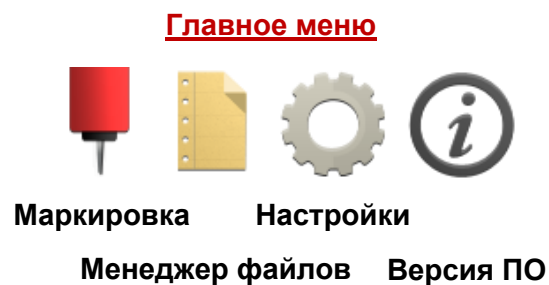 Главное меню
Маркировка Настройки
Менеджер файлов Версия ПО